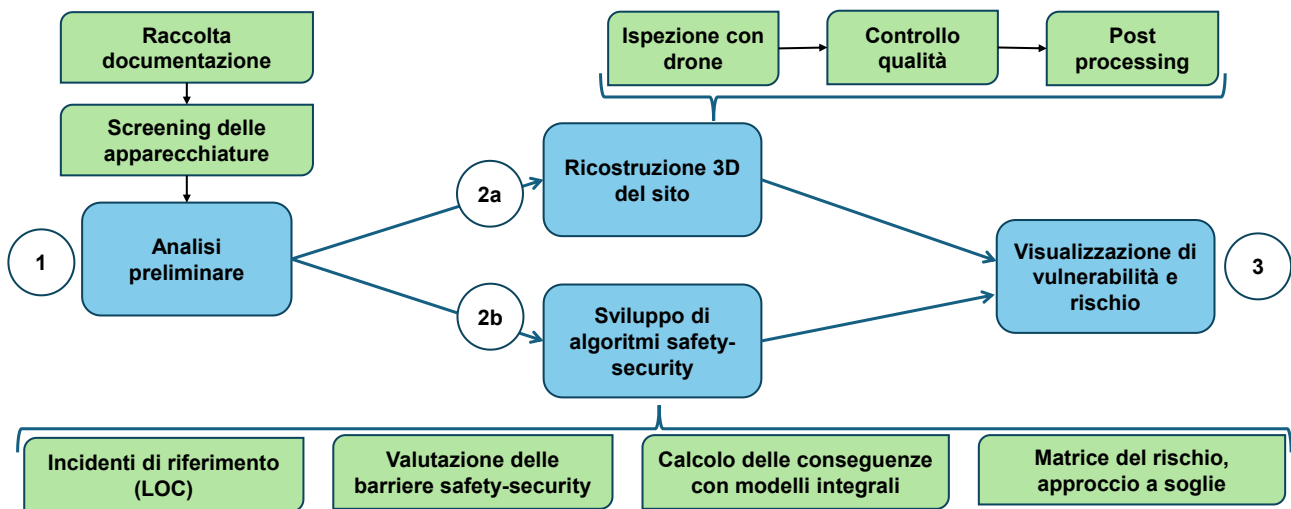 Raccolta
documentazione
Screening delle
apparecchiature
1
Analisi
preliminare
Ispezione con
drone
Controllo
qualità
Post
processing
2a
Ricostruzione 3D
del sito
2b
Sviluppo di
algoritmi safety-
security
Visualizzazione di
vulnerabilità e
rischio
3
Incidenti di riferimento
(LOC)
Valutazione delle
barriere safety-security
Calcolo delle conseguenze
con modelli integrali
Matrice del rischio,
approccio a soglie